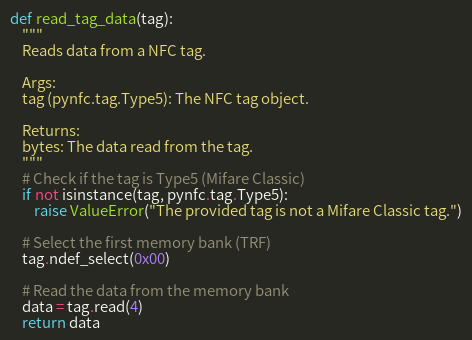 def read_tag_data(tag):
"""
Reads data from a NFC tag.
Args:
tag (pynfc.tag.Type5): The NFC tag object.
Returns:
bytes: The data read from the tag.
"""
# Check if the tag is Type5 (Mifare Classic)
if not isinstance(tag, pynfc.tag.Type5):
raise ValueError("The provided tag is not a Mifare Classic tag.")
# Select the first memory bank (TRF)
tag.ndef_select(0x00)
# Read the data from the memory bank
data = tag.read(4)
return data